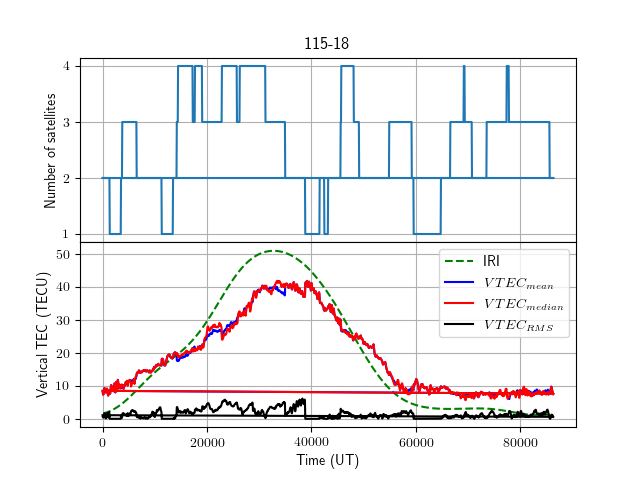 115-18
Number of satellites
4
3
2
1
Vertical TEC (TECU)
50
40
30
20
10
0
IRI
VTEC_mean
VTEC_median
VTEC_RMS
0 20000 40000 60000 80000
Time (UT)